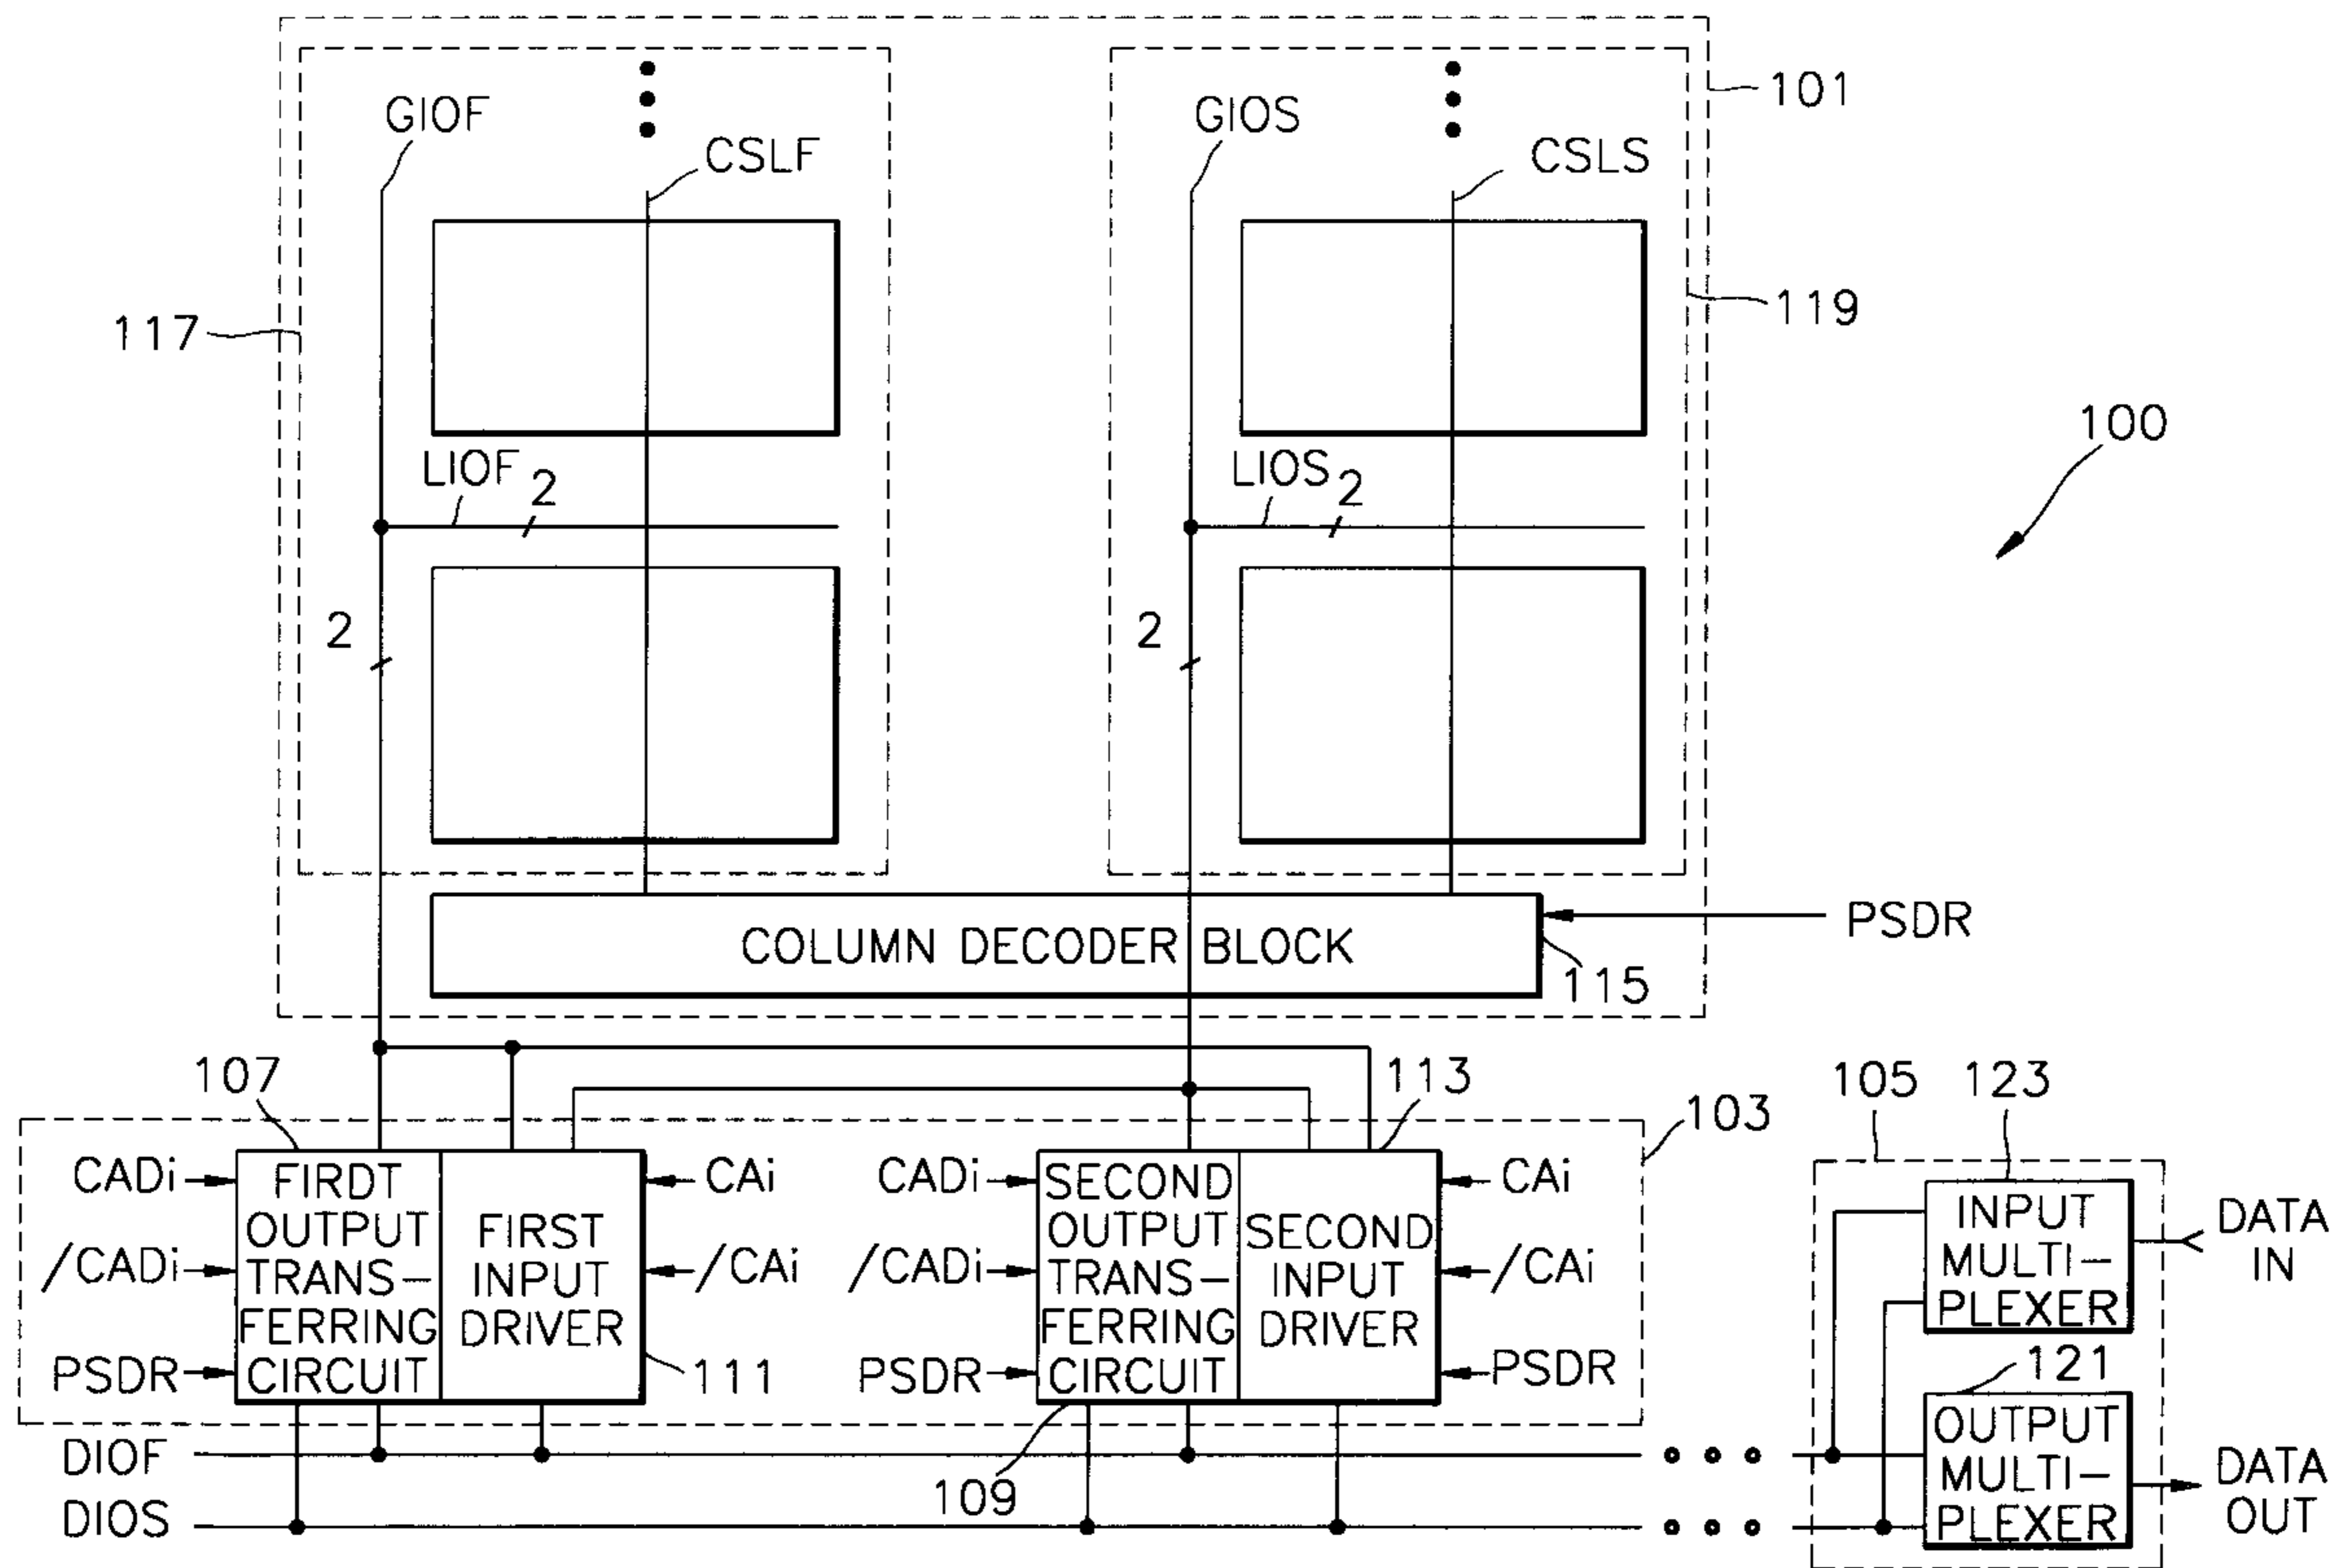 101
GIOF
GIOS
CSLF
CSLS
117
119
100
LIOF 2
LIOS 2
2
2
PSDR
COLUMN DECODER BLOCK
115
107
113
105
123
103
CADi
/CADi
PSDR
FIRDT
OUTPUT
TRANS-
FERRING
CIRCUIT
FIRST
INPUT
DRIVER
CAi
/CAi
111
CADi
/CADi
PSDR
SECOND
OUTPUT
TRANS-
FERRING
CIRCUIT
SECOND
INPUT
DRIVER
CAi
/CAi
PSDR
INPUT
MULTI-
PLEXER
DATA
IN
121
OUTPUT
MULTI-
PLEXER
DATA
OUT
DIOF
DIOS
109